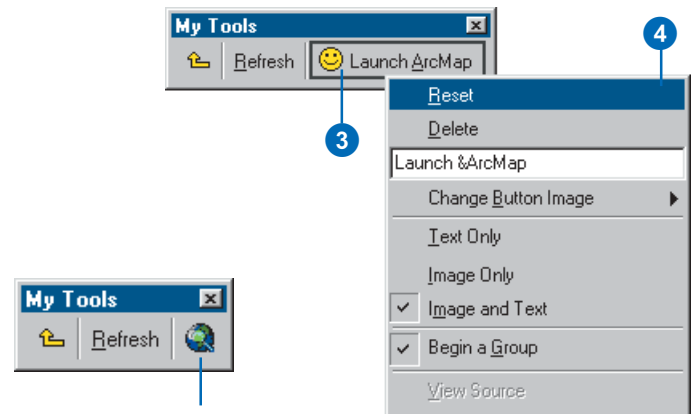 My Tools
Refresh Launch ArcMap
3
4
Reset
Delete
Launch &ArcMap
Change Button Image
Text Only
Image Only
Image and Text
Begin a Group
View Source
My Tools
Refresh